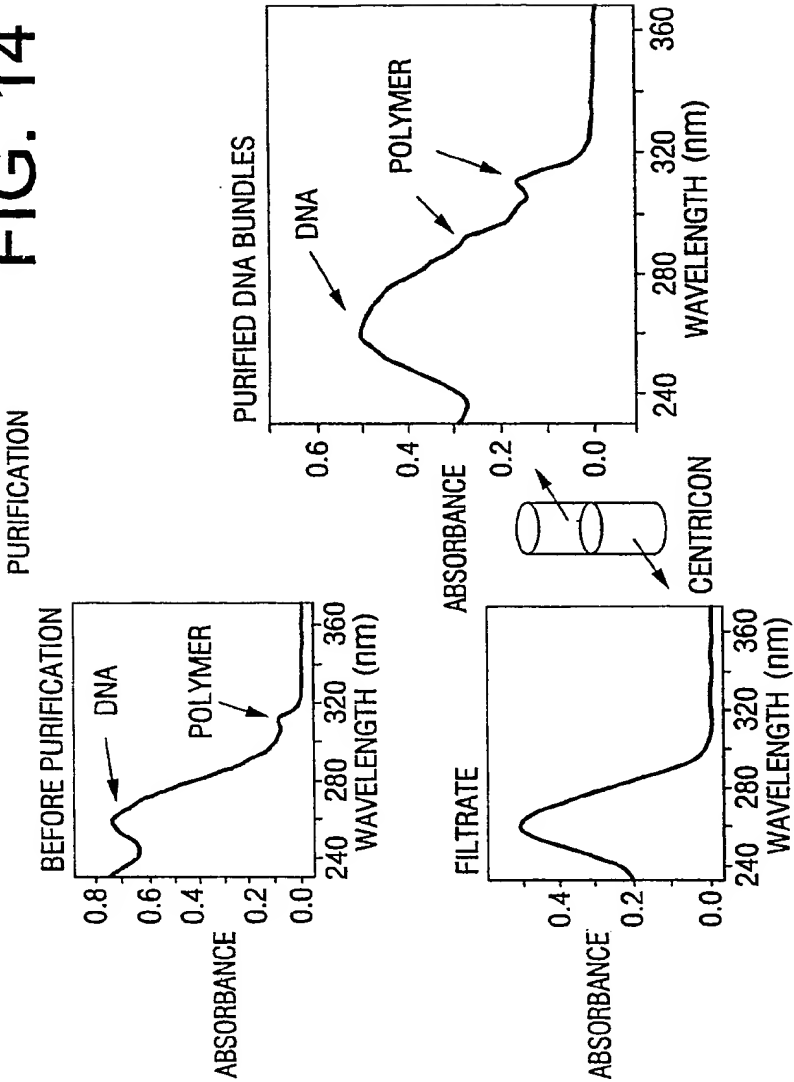 FIG. 14
PURIFICATION
BEFORE PURIFICATION
DNA
POLYMER
ABSORBANCE
0.8
0.6
0.4
0.2
0.0
240 280 320 360
WAVELENGTH (nm)
FILTRATE
ABSORBANCE
0.4
0.2
0.0
240 280 320 360
WAVELENGTH (nm)
CENTRICON
PURIFIED DNA BUNDLES
DNA
POLYMER
ABSORBANCE
0.6
0.4
0.2
0.0
240 280 320 360
WAVELENGTH (nm)